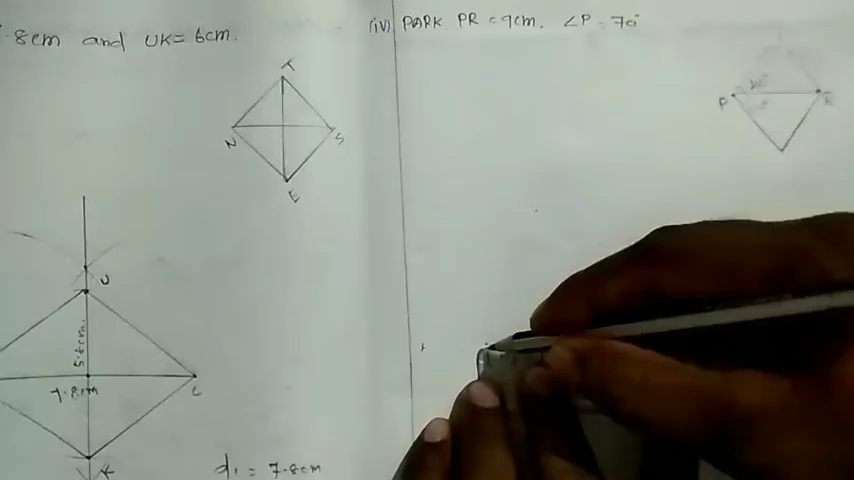 .8cm and UK= 6cm.
(iv) PARK. PR = 9cm. ∠P = 70°
T
N
S
E
P
U
5.6cm.
7.8cm
L
K
d1 = 7.8cm